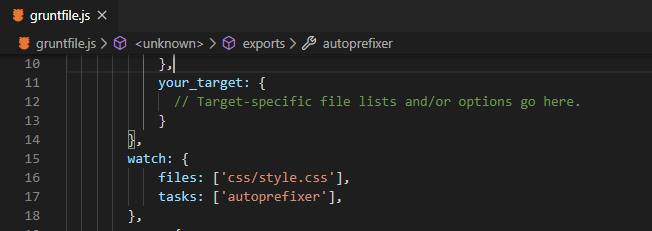 gruntfile.js ×
gruntfile.js > <unknown> > exports > autoprefixer
10 },
11 your_target: {
12 // Target-specific file lists and/or options go here.
13 }
14 },
15 watch: {
16 files: ['css/style.css'],
17 tasks: ['autoprefixer'],
18 },